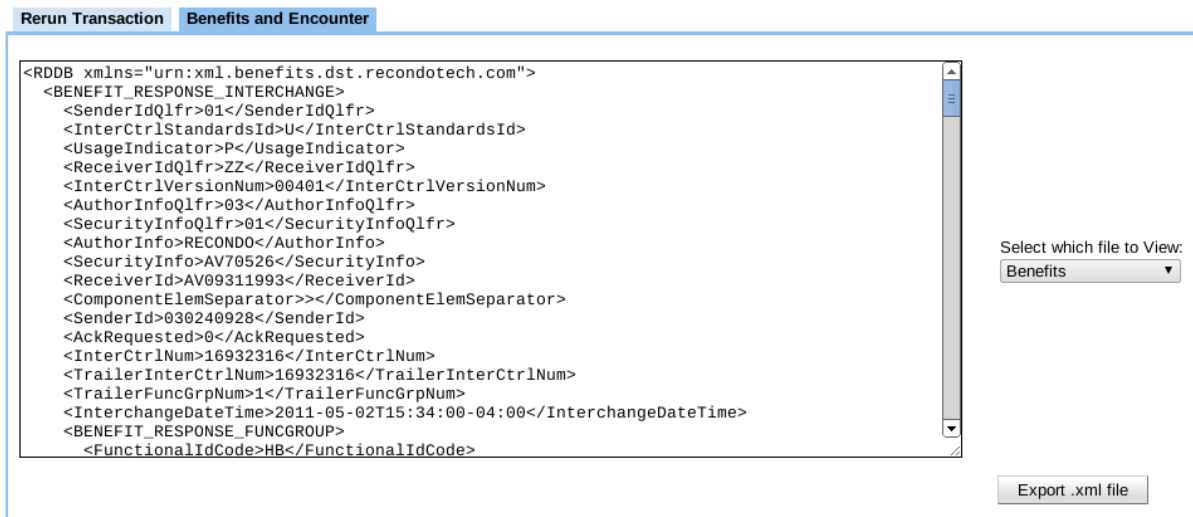 Rerun Transaction Benefits and Encounter
<RDDB xmlns="urn:xml.benefits.dst.recondotech.com">
<BENEFIT_RESPONSE_INTERCHANGE>
<SenderIdQlfr>01</SenderIdQlfr>
<InterCtrlStandardsId>U</InterCtrlStandardsId>
<UsageIndicator>P</UsageIndicator>
<ReceiverIdQlfr>ZZ</ReceiverIdQlfr>
<InterCtrlVersionNum>00401</InterCtrlVersionNum>
<AuthorInfoQlfr>03</AuthorInfoQlfr>
<SecurityInfoQlfr>01</SecurityInfoQlfr>
<AuthorInfo>RECONDO</AuthorInfo>
<SecurityInfo>AV70526</SecurityInfo>
<ReceiverId>AV09311993</ReceiverId>
<ComponentElemSeparator>></ComponentElemSeparator>
<SenderId>030240928</SenderId>
<AckRequested>0</AckRequested>
<InterCtrlNum>16932316</InterCtrlNum>
<TrailerInterCtrlNum>16932316</TrailerInterCtrlNum>
<TrailerFuncGrpNum>1</TrailerFuncGrpNum>
<InterchangeDateTime>2011-05-02T15:34:00-04:00</InterchangeDateTime>
<BENEFIT_RESPONSE_FUNCGROUP>
<FunctionalIdCode>HB</FunctionalIdCode>
Select which file to View:
Benefits
Export .xml file